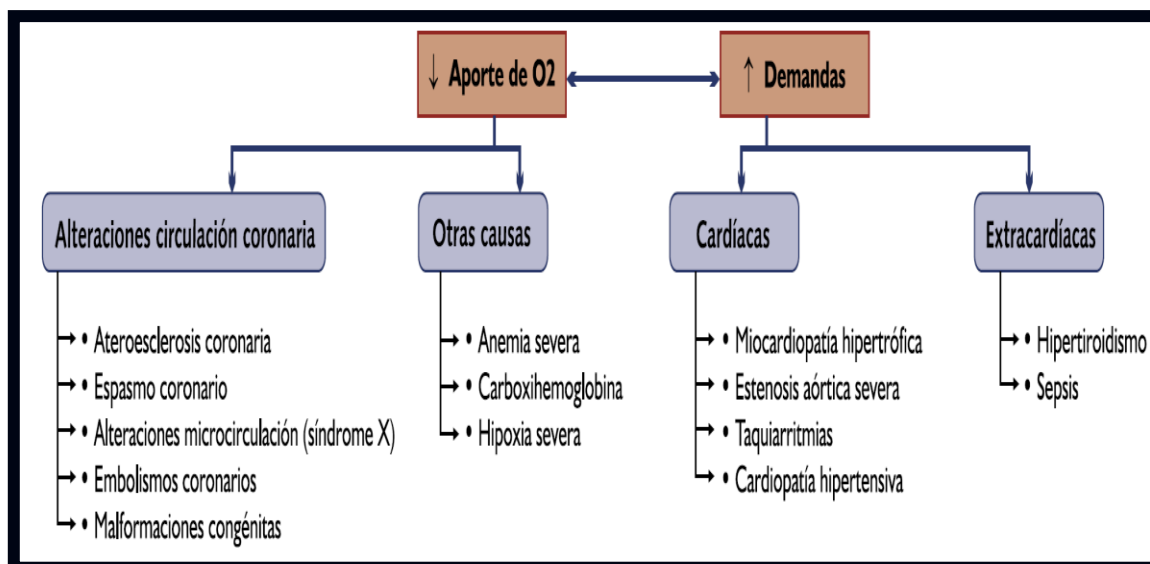 ↓ Aporte de O2
↑ Demandas
Alteraciones circulación coronaria
• Ateroesclerosis coronaria
• Espasmo coronario
• Alteraciones microcirculación (síndrome X)
• Embolismos coronarios
• Malformaciones congénitas
Otras causas
• Anemia severa
• Carboxihemoglobina
• Hipoxia severa
Cardíacas
• Miocardiopatía hipertrófica
• Estenosis aórtica severa
• Taquiarritmias
• Cardiopatía hipertensiva
Extracardíacas
• Hipertiroidismo
• Sepsis